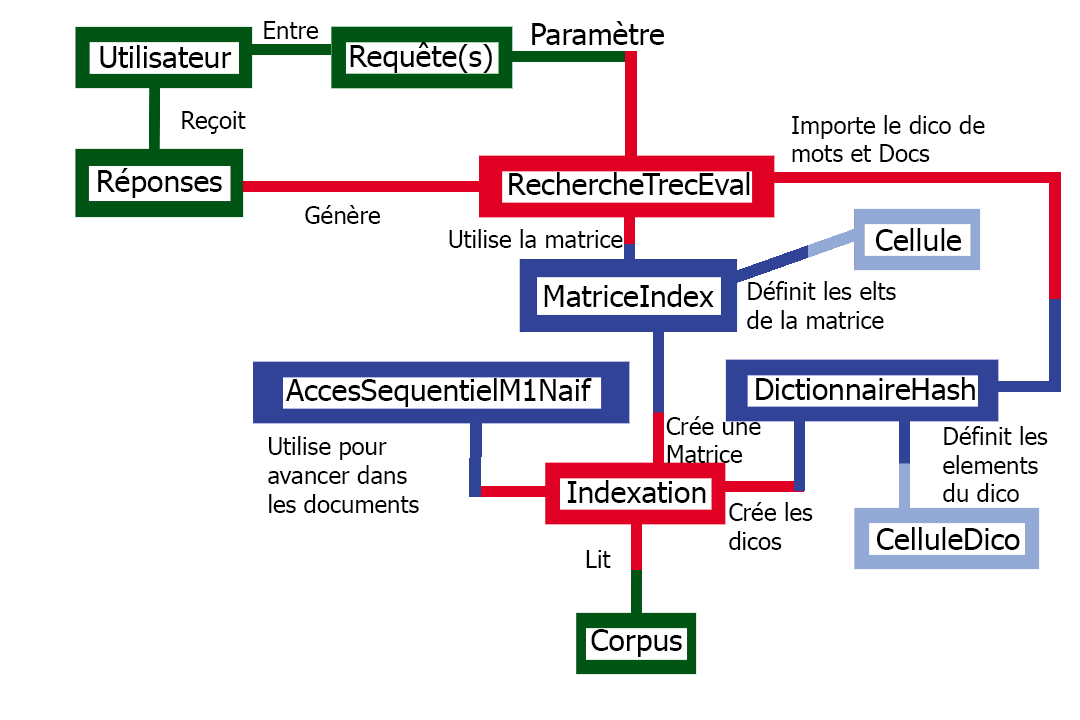 Entre
Utilisateur
Requête(s)
Paramètre
Reçoit
Importe le dico de
mots et Docs
Réponses
RechercheTrecEval
Génère
Utilise la matrice
Cellule
MatriceIndex
Définit les elts
de la matrice
AccesSequentielM1Naif
DictionnaireHash
Utilise pour
avancer dans
les documents
Crée une
Matrice
Définit les
elements
du dico
Indexation
Crée les
dicos
CelluleDico
Lit
Corpus